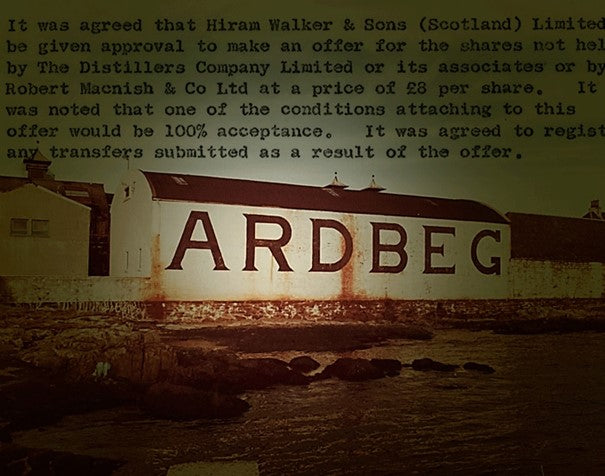 It was agreed that Hiram Walker & Sons (Scotland) Limited
be given approval to make an offer for the shares not hel
by The Distillers Company Limited or its associates or by
Robert Macnish & Co Ltd at a price of £8 per share. It
was noted that one of the conditions attaching to this
offer would be 100% acceptance. It was agreed to regist
any transfers submitted as a result of the offer.
ARDBEG